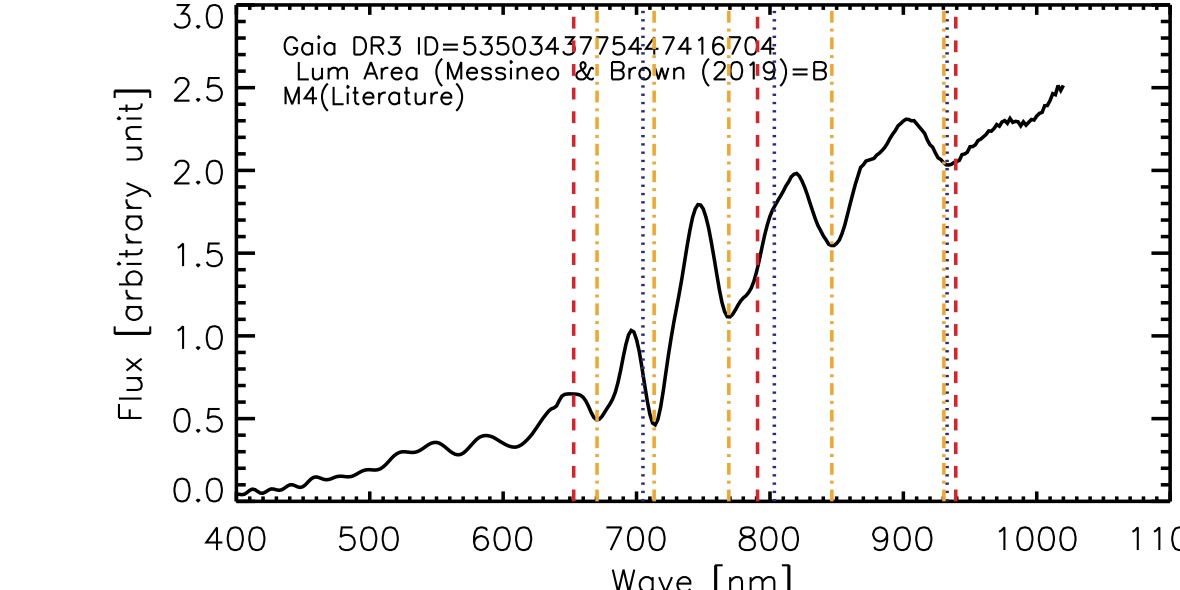 3.0
2.5
2.0
1.5
1.0
0.5
0.0
Flux [arbitrary unit]
Gaia DR3 ID=5350343775447416704
Lum Area (Messineo & Brown (2019)=B
M4(Literature)
400 500 600 700 800 900 1000 110
Wave [nm]